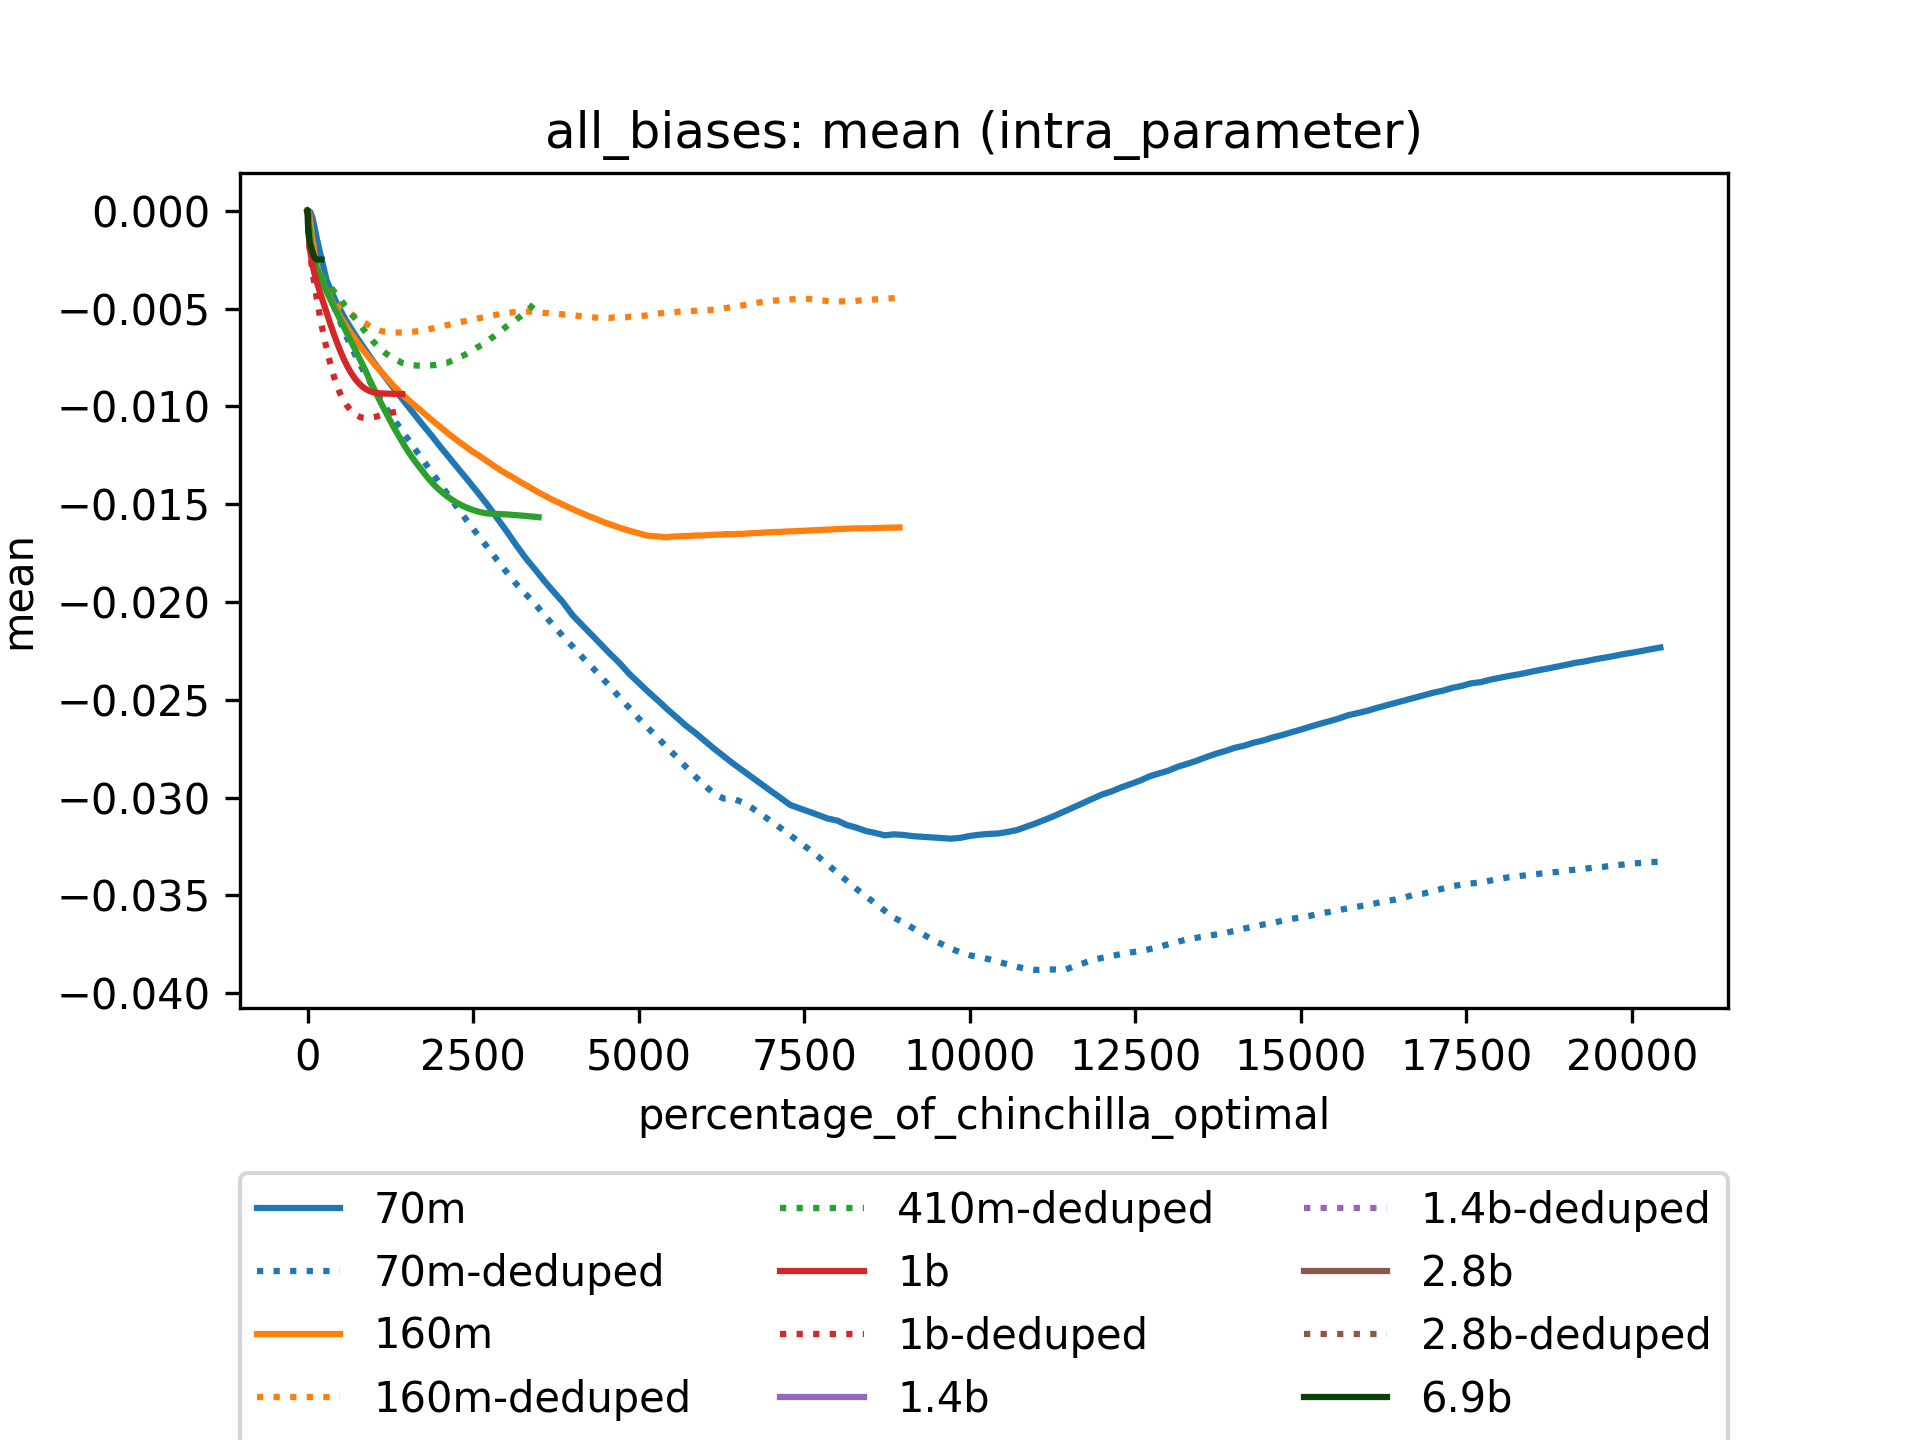 all_biases: mean (intra_parameter)
0.000
−0.005
−0.010
−0.015
−0.020
−0.025
−0.030
−0.035
−0.040
mean
0 2500 5000 7500 10000 12500 15000 17500 20000
percentage_of_chinchilla_optimal
70m 410m-deduped 1.4b-deduped
70m-deduped 1b 2.8b
160m 1b-deduped 2.8b-deduped
160m-deduped 1.4b 6.9b